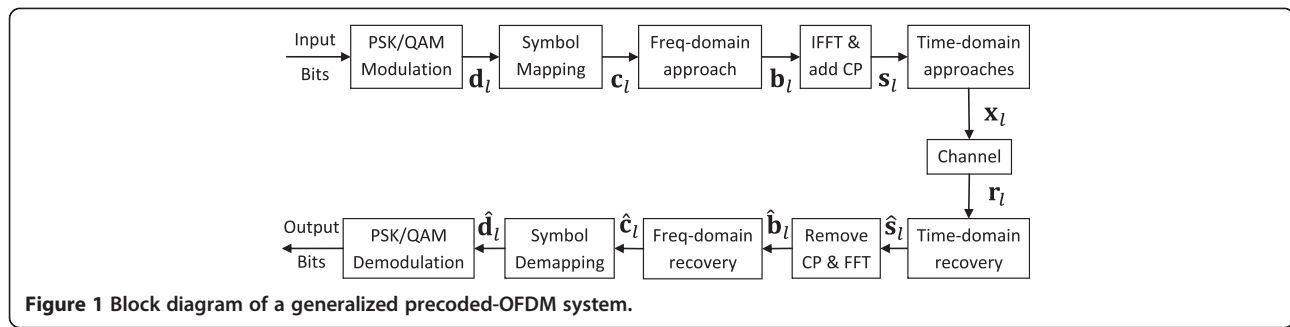 Input
Bits
PSK/QAM
Modulation
𝐝_l
Symbol
Mapping
𝐜_l
Freq-domain
approach
𝐛_l
IFFT &
add CP
𝐬_l
Time-domain
approaches
𝐱_l
Channel
𝐫_l
Output
Bits
PSK/QAM
Demodulation
𝐝̂_l
Symbol
Demapping
𝐜̂_l
Freq-domain
recovery
𝐛̂_l
Remove
CP & FFT
𝐬̂_l
Time-domain
recovery
Figure 1 Block diagram of a generalized precoded-OFDM system.